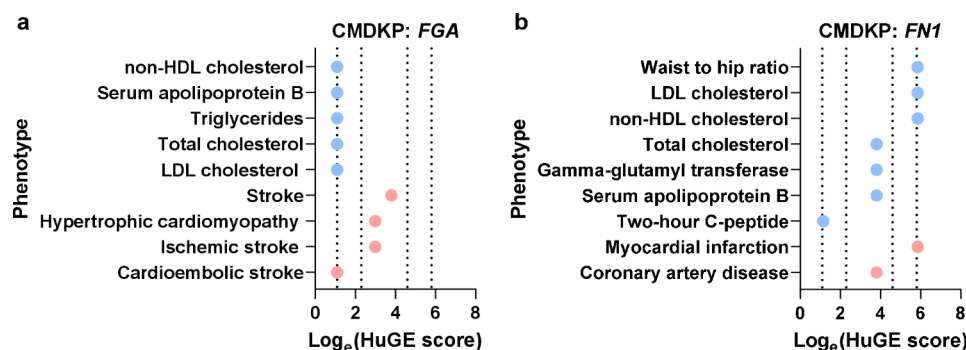 a
CMDKP: FGA
Phenotype
non-HDL cholesterol
Serum apolipoprotein B
Triglycerides
Total cholesterol
LDL cholesterol
Stroke
Hypertrophic cardiomyopathy
Ischemic stroke
Cardioembolic stroke
0 2 4 6 8
Loge(HuGE score)
b
CMDKP: FN1
Phenotype
Waist to hip ratio
LDL cholesterol
non-HDL cholesterol
Total cholesterol
Gamma-glutamyl transferase
Serum apolipoprotein B
Two-hour C-peptide
Myocardial infarction
Coronary artery disease
0 2 4 6 8
Loge(HuGE score)